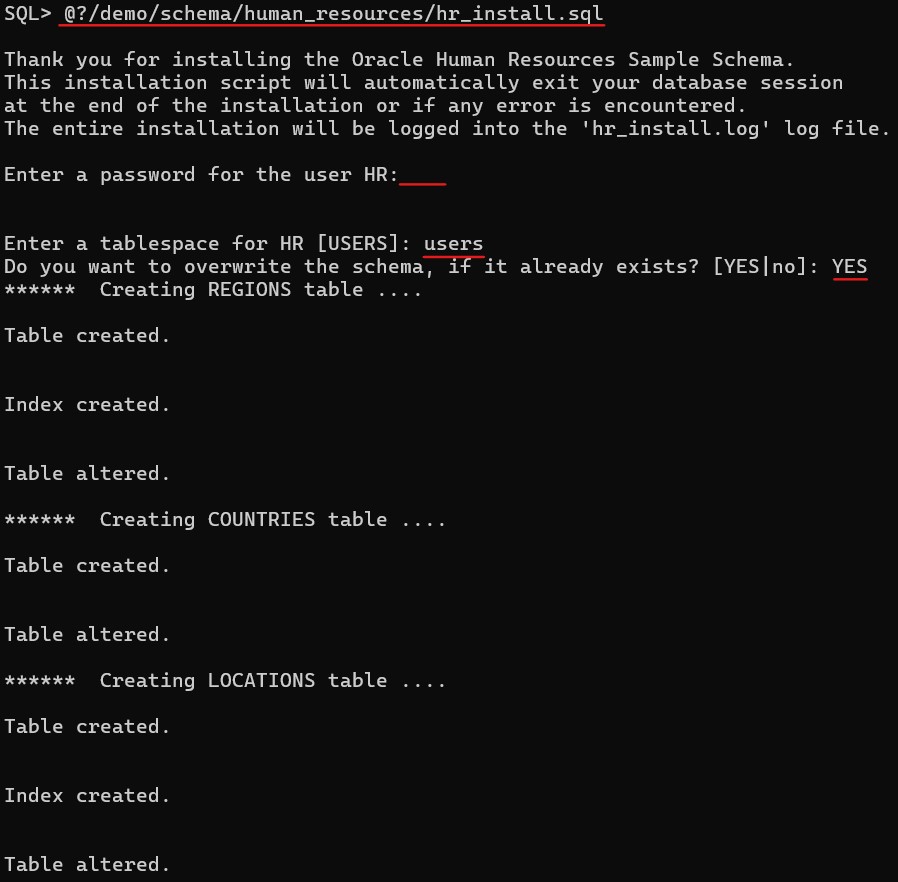 SQL> @?/demo/schema/human_resources/hr_install.sql
Thank you for installing the Oracle Human Resources Sample Schema.
This installation script will automatically exit your database session
at the end of the installation or if any error is encountered.
The entire installation will be logged into the 'hr_install.log' log file.
Enter a password for the user HR:
Enter a tablespace for HR [USERS]: users
Do you want to overwrite the schema, if it already exists? [YES|no]: YES
****** Creating REGIONS table ....
Table created.
Index created.
Table altered.
****** Creating COUNTRIES table ....
Table created.
Table altered.
****** Creating LOCATIONS table ....
Table created.
Index created.
Table altered.